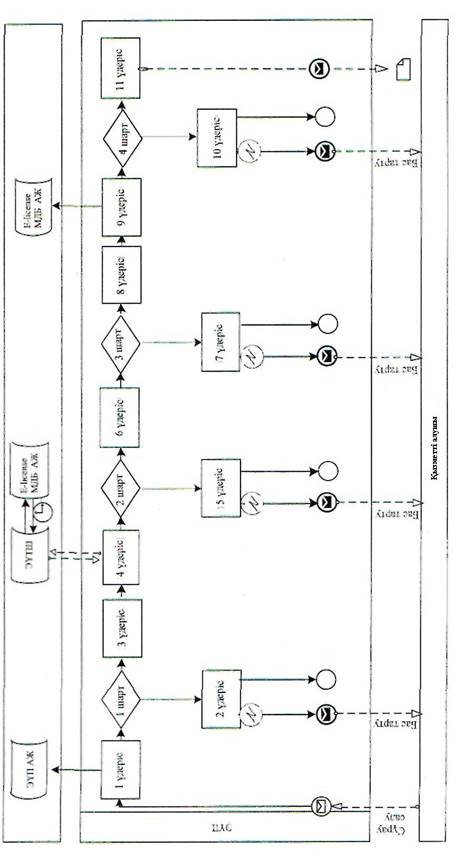 ЭҮП АЖ
ЭҮТШ
E-license
МДБ АЖ
E-license
МДБ АЖ
ЭҮП
1 үдеріс
1 шарт
3 үдеріс
4 үдеріс
2 шарт
6 үдеріс
3 шарт
8 үдеріс
9 үдеріс
4 шарт
11 үдеріс
2 үдеріс
15 үдеріс
7 үдеріс
10 үдеріс
Сұрау
салу
Бас тарту
Бас тарту
Бас тарту
Бас тарту
Қызметті алушы